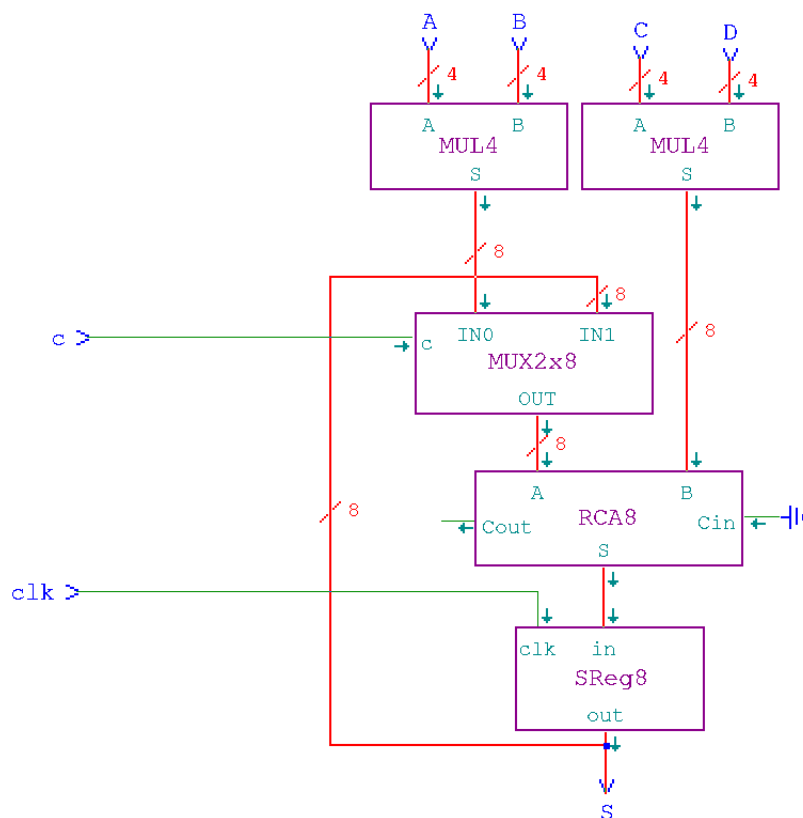 A B C D
4 4 4 4
A B A B
MUL4 MUL4
S S
8
8
c IN0 IN1 8
c MUX2x8
OUT
8
A B
8 Cout RCA8 Cin
S
clk
clk in
SReg8
out
S